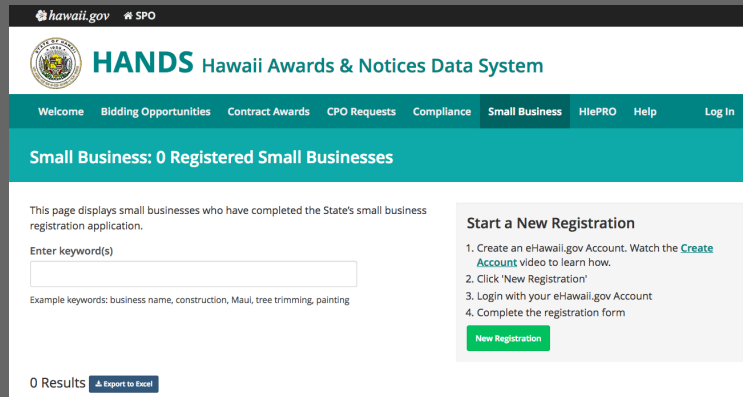 hawaii.gov SPO
HANDS Hawaii Awards & Notices Data System
Welcome Bidding Opportunities Contract Awards CPO Requests Compliance Small Business HIePRO Help Log In
Small Business: 0 Registered Small Businesses
This page displays small businesses who have completed the State's small business
registration application.
Enter keyword(s)
Example keywords: business name, construction, Maui, tree trimming, painting
Start a New Registration
1. Create an eHawaii.gov Account. Watch the Create
Account video to learn how.
2. Click 'New Registration'
3. Login with your eHawaii.gov Account
4. Complete the registration form
New Registration
0 Results Export to Excel